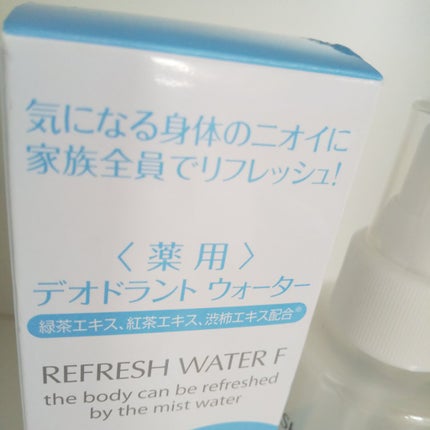 気になる身体のニオイに
家族全員でリフレッシュ!
〈薬用〉
デオドラント ウォーター
緑茶エキス、紅茶エキス、渋柿エキス配合※
REFRESH WATER F
the body can be refreshed
by the mist water